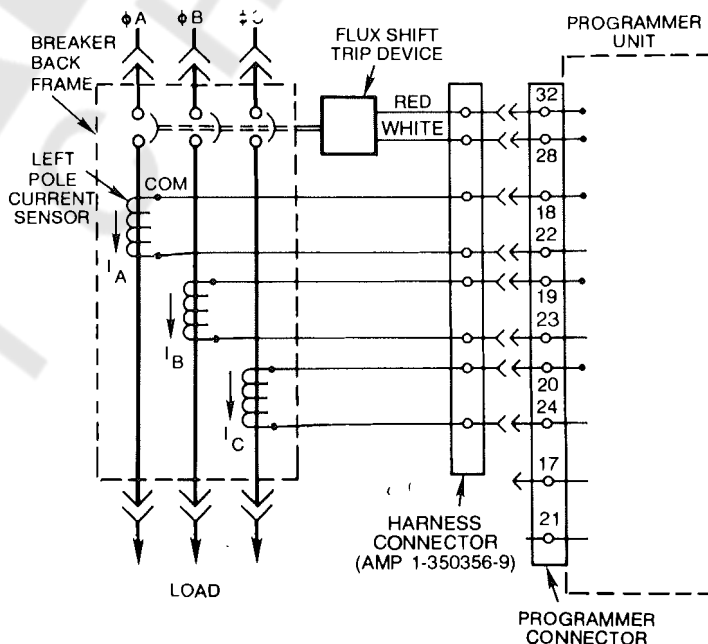 ϕA
ϕB
BREAKER
BACK
FRAME
FLUX SHIFT
TRIP DEVICE
PROGRAMMER
UNIT
RED
WHITE
32
28
LEFT
POLE
CURRENT
SENSOR
COM
18
22
I A
19
23
I B
20
24
I C
17
21
HARNESS
CONNECTOR
(AMP 1-350356-9)
LOAD
PROGRAMMER
CONNECTOR